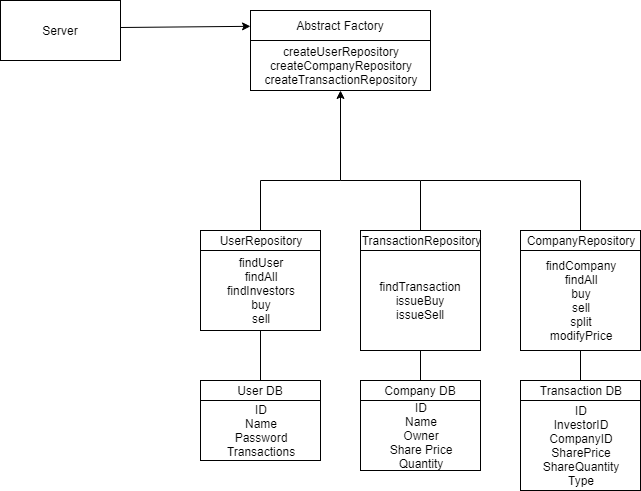 Server
Abstract Factory
createUserRepository
createCompanyRepository
createTransactionRepository
UserRepository
findUser
findAll
findInvestors
buy
sell
TransactionRepository
findTransaction
issueBuy
issueSell
CompanyRepository
findCompany
findAll
buy
sell
split
modifyPrice
User DB
ID
Name
Password
Transactions
Company DB
ID
Name
Owner
Share Price
Quantity
Transaction DB
ID
InvestorID
CompanyID
SharePrice
ShareQuantity
Type